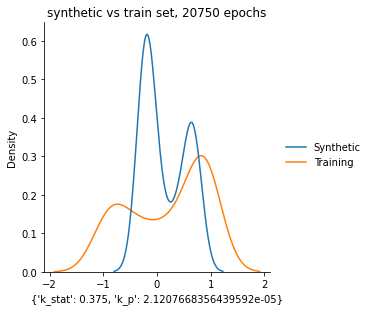 synthetic vs train set, 20750 epochs
0.6
0.5
0.4
0.3
0.2
0.1
0.0
Density
Synthetic
Training
−2
−1
0
1
2
{'k_stat': 0.375, 'k_p': 2.1207668356439592e-05}